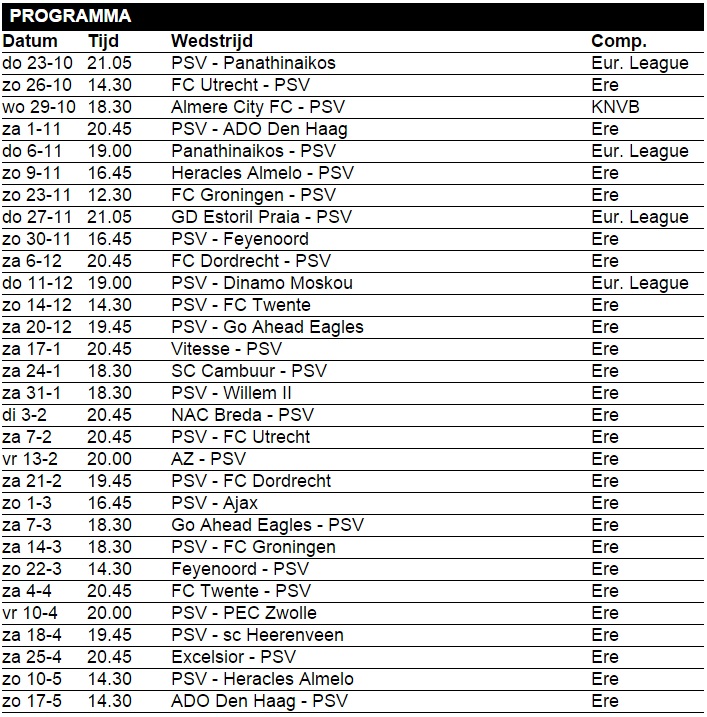 PROGRAMMA
Datum Tijd Wedstrijd Comp.
do 23-10 21.05 PSV - Panathinaikos Eur. League
zo 26-10 14.30 FC Utrecht - PSV Ere
wo 29-10 18.30 Almere City FC - PSV KNVB
za 1-11 20.45 PSV - ADO Den Haag Ere
do 6-11 19.00 Panathinaikos - PSV Eur. League
zo 9-11 16.45 Heracles Almelo - PSV Ere
zo 23-11 12.30 FC Groningen - PSV Ere
do 27-11 21.05 GD Estoril Praia - PSV Eur. League
zo 30-11 16.45 PSV - Feyenoord Ere
za 6-12 20.45 FC Dordrecht - PSV Ere
do 11-12 19.00 PSV - Dinamo Moskou Eur. League
zo 14-12 14.30 PSV - FC Twente Ere
za 20-12 19.45 PSV - Go Ahead Eagles Ere
za 17-1 20.45 Vitesse - PSV Ere
za 24-1 18.30 SC Cambuur - PSV Ere
za 31-1 18.30 PSV - Willem II Ere
di 3-2 20.45 NAC Breda - PSV Ere
za 7-2 20.45 PSV - FC Utrecht Ere
vr 13-2 20.00 AZ - PSV Ere
za 21-2 19.45 PSV - FC Dordrecht Ere
zo 1-3 16.45 PSV - Ajax Ere
za 7-3 18.30 Go Ahead Eagles - PSV Ere
za 14-3 18.30 PSV - FC Groningen Ere
zo 22-3 14.30 Feyenoord - PSV Ere
za 4-4 20.45 FC Twente - PSV Ere
vr 10-4 20.00 PSV - PEC Zwolle Ere
za 18-4 19.45 PSV - sc Heerenveen Ere
za 25-4 20.45 Excelsior - PSV Ere
zo 10-5 14.30 PSV - Heracles Almelo Ere
zo 17-5 14.30 ADO Den Haag - PSV Ere